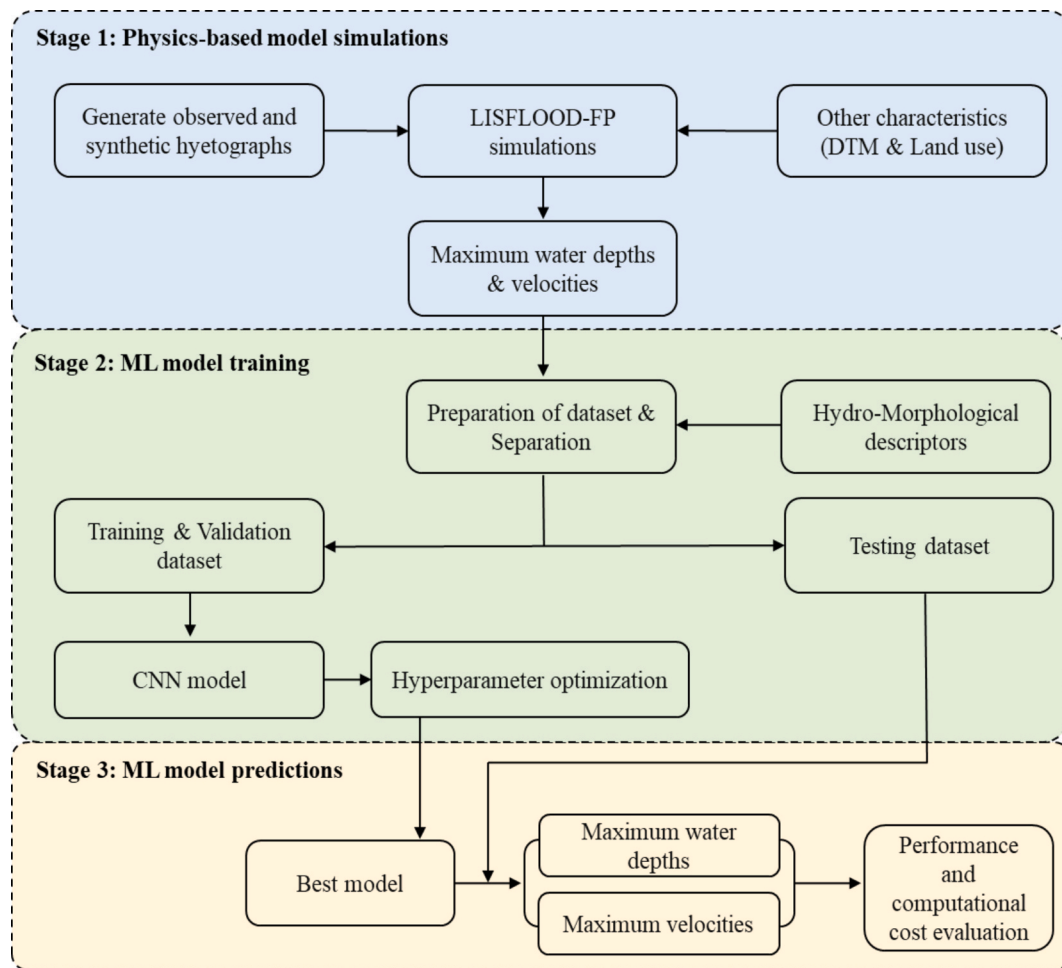 Stage 1: Physics-based model simulations
Generate observed and
synthetic hyetographs
LISFLOOD-FP
simulations
Other characteristics
(DTM & Land use)
Maximum water depths
& velocities
Stage 2: ML model training
Preparation of dataset &
Separation
Hydro-Morphological
descriptors
Training & Validation
dataset
Testing dataset
CNN model
Hyperparameter optimization
Stage 3: ML model predictions
Best model
Maximum water
depths
Maximum velocities
Performance
and
computational
cost evaluation